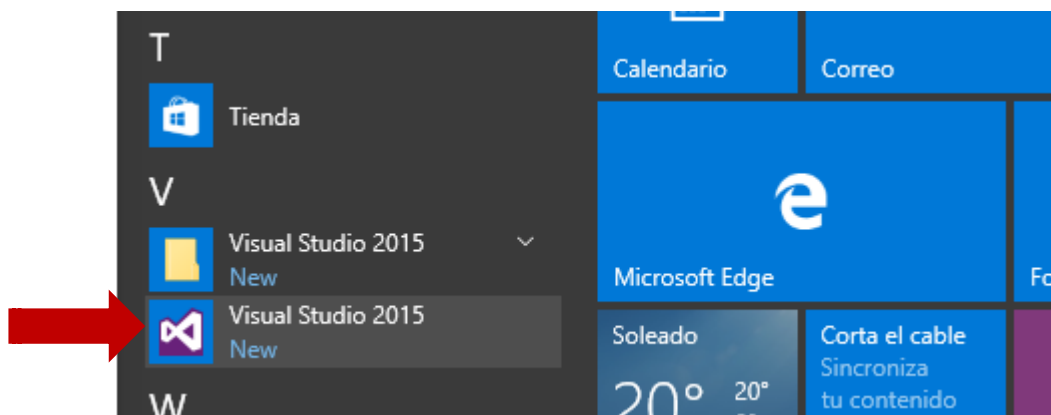 T
Tienda
V
Visual Studio 2015
New
Visual Studio 2015
New
W
Calendario
Correo
Microsoft Edge
Fo
Soleado
20°
20°
Corta el cable
Sincroniza
tu contenido